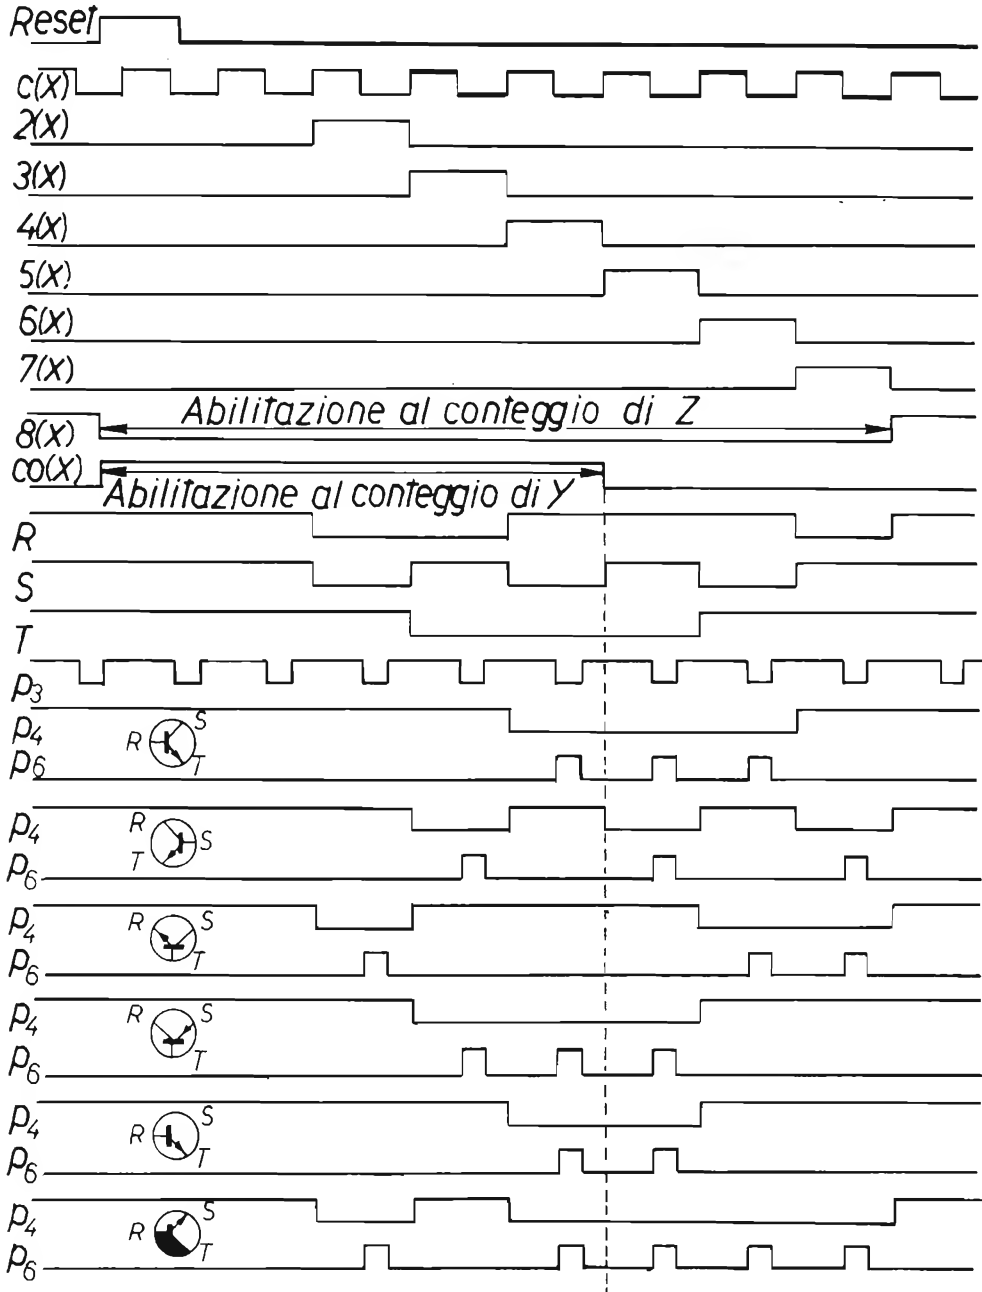 Reset
c(x)
2(x)
3(x)
4(x)
5(x)
6(x)
7(x)
Abilitazione al conteggio di Z
8(x)
co(x)
Abilitazione al conteggio di Y
R
S
T
p3
p4
R S T
p6
p4
R S T
p6
p4
R S T
p6
p4
R S T
p6
p4
R S T
p6
p4
R S T
p6